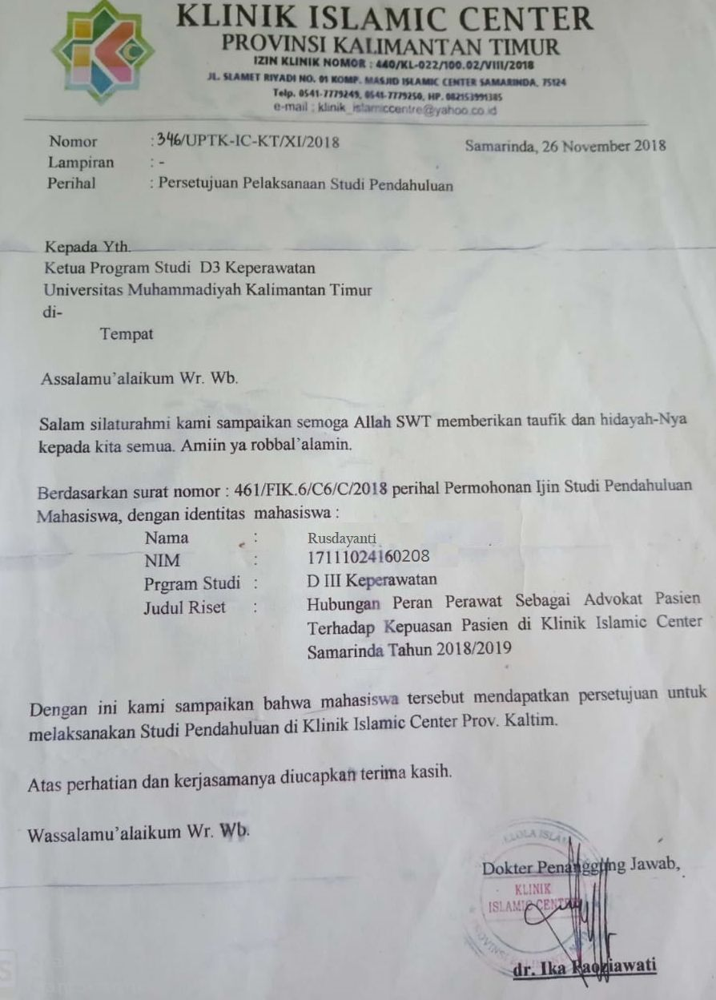 KLINIK ISLAMIC CENTER
PROVINSI KALIMANTAN TIMUR
IZIN KLINIK NOMOR : 440/KL-022/100.02/VIII/2018
JL. SLAMET RIYADI NO. 01 KOMP. MASJID ISLAMIC CENTER SAMARINDA, 75124
Telp. 0541-7779249, 0541-7779250, HP. 082153991385
e-mail : klinik_islamiccentre@yahoo.co.id
Nomor : 346/UPTK-IC-KT/XI/2018 Samarinda, 26 November 2018
Lampiran : -
Perihal : Persetujuan Pelaksanaan Studi Pendahuluan
Kepada Yth.
Ketua Program Studi D3 Keperawatan
Universitas Muhammadiyah Kalimantan Timur
di-
Tempat
Assalamu'alaikum Wr. Wb.
Salam silaturahmi kami sampaikan semoga Allah SWT memberikan taufik dan hidayah-Nya
kepada kita semua. Amiin ya robbal'alamin.
Berdasarkan surat nomor : 461/FIK.6/C6/C/2018 perihal Permohonan Ijin Studi Pendahuluan
Mahasiswa, dengan identitas mahasiswa :
Nama : Rusdayanti
NIM : 17111024160208
Prgram Studi : D III Keperawatan
Judul Riset : Hubungan Peran Perawat Sebagai Advokat Pasien
Terhadap Kepuasan Pasien di Klinik Islamic Center
Samarinda Tahun 2018/2019
Dengan ini kami sampaikan bahwa mahasiswa tersebut mendapatkan persetujuan untuk
melaksanakan Studi Pendahuluan di Klinik Islamic Center Prov. Kaltim.
Atas perhatian dan kerjasamanya diucapkan terima kasih.
Wassalamu'alaikum Wr. Wb.
Dokter Penanggung Jawab,
KLINIK
ISLAMIC CENTER
dr. Ika